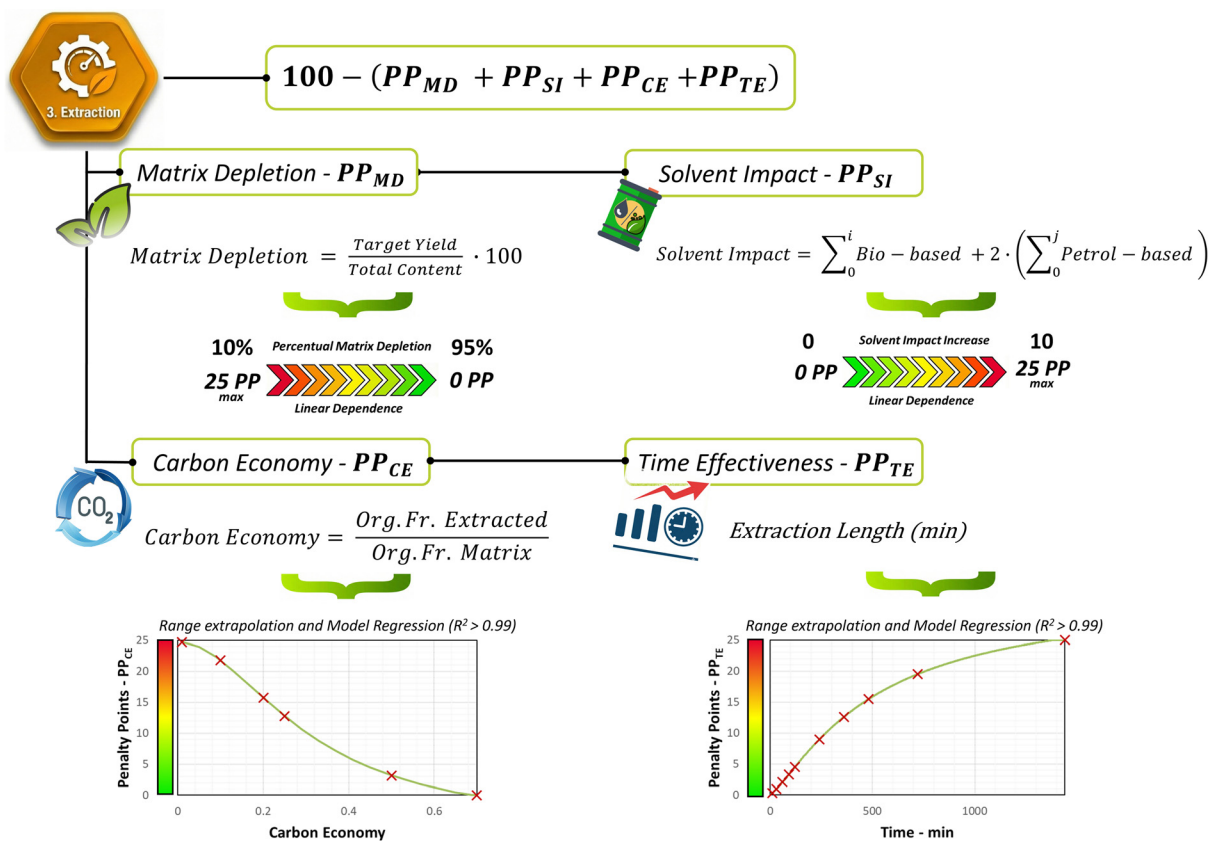 3. Extraction
100 − (PP_MD + PP_SI + PP_CE +PP_TE)
Matrix Depletion - PP_MD
Solvent Impact - PP_SI
Matrix Depletion = Target Yield / Total Content · 100
Solvent Impact = ∑_0^i Bio − based + 2 · (∑_0^j Petrol − based)
10% Percentual Matrix Depletion 95%
25 PP max 0 PP
Linear Dependence
0 Solvent Impact Increase 10
0 PP 25 PP max
Linear Dependence
Carbon Economy - PP_CE
Time Effectiveness - PP_TE
CO2
Carbon Economy = Org.Fr. Extracted / Org.Fr. Matrix
Extraction Length (min)
Range extrapolation and Model Regression (R² > 0.99)
Penalty Points - PP_CE
25
20
15
10
5
0
0 0.2 0.4 0.6
Carbon Economy
Range extrapolation and Model Regression (R² > 0.99)
Penalty Points - PP_TE
25
20
15
10
5
0
0 500 1000
Time - min